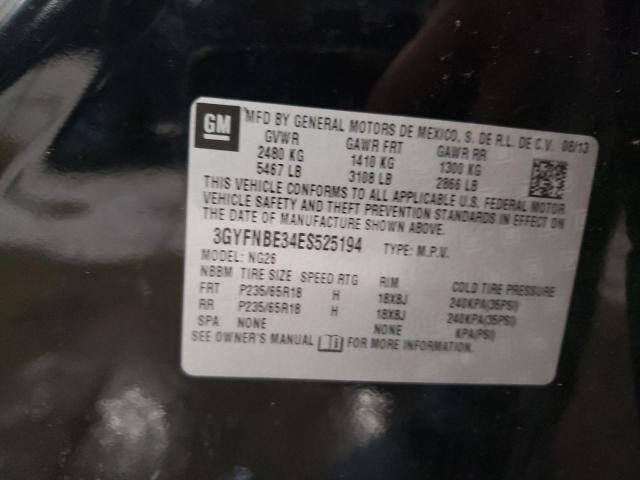 GM MFD BY GENERAL MOTORS DE MEXICO, S. DE R.L. DE C.V. 08/13
GVWR GAWR FRT GAWR RR
2480 KG 1410 KG 1300 KG
5467 LB 3108 LB 2866 LB
THIS VEHICLE CONFORMS TO ALL APPLICABLE U.S. FEDERAL MOTOR
VEHICLE SAFETY AND THEFT PREVENTION STANDARDS IN EFFECT ON
THE DATE OF MANUFACTURE SHOWN ABOVE.
3GYFNBE34ES525194 TYPE: M.P.V.
MODEL: NG26
NBBM TIRE SIZE SPEED RTG RIM COLD TIRE PRESSURE
FRT P235/65R18 H 18X8J 240KPA(35PSI)
RR P235/65R18 H 18X8J 240KPA(35PSI)
SPA NONE NONE KPA(PSI)
SEE OWNER'S MANUAL FOR MORE INFORMATION.